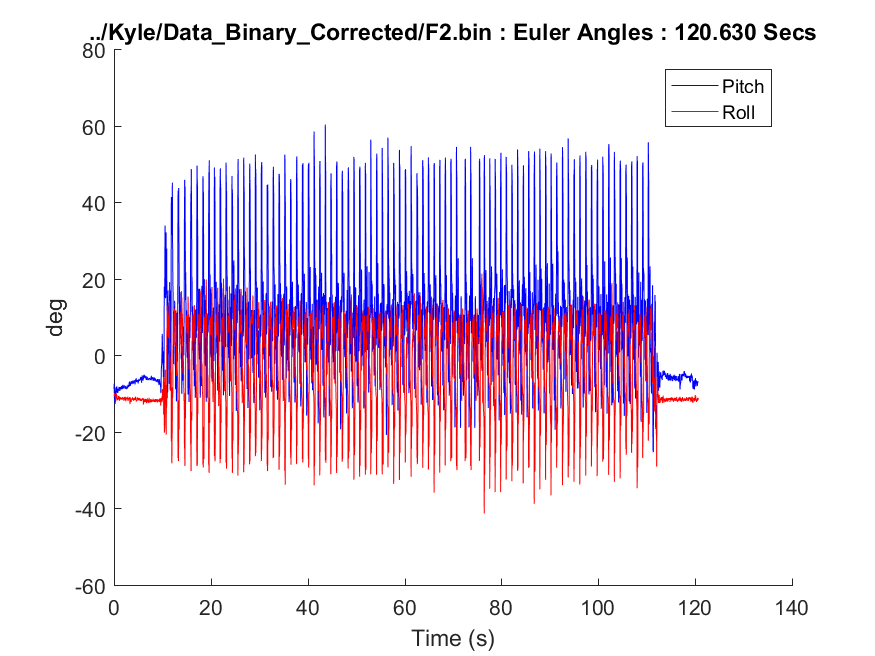 ../Kyle/Data_Binary_Corrected/F2.bin : Euler Angles : 120.630 Secs
80
60
40
20
0
-20
-40
-60
deg
Pitch
Roll
0 20 40 60 80 100 120 140
Time (s)